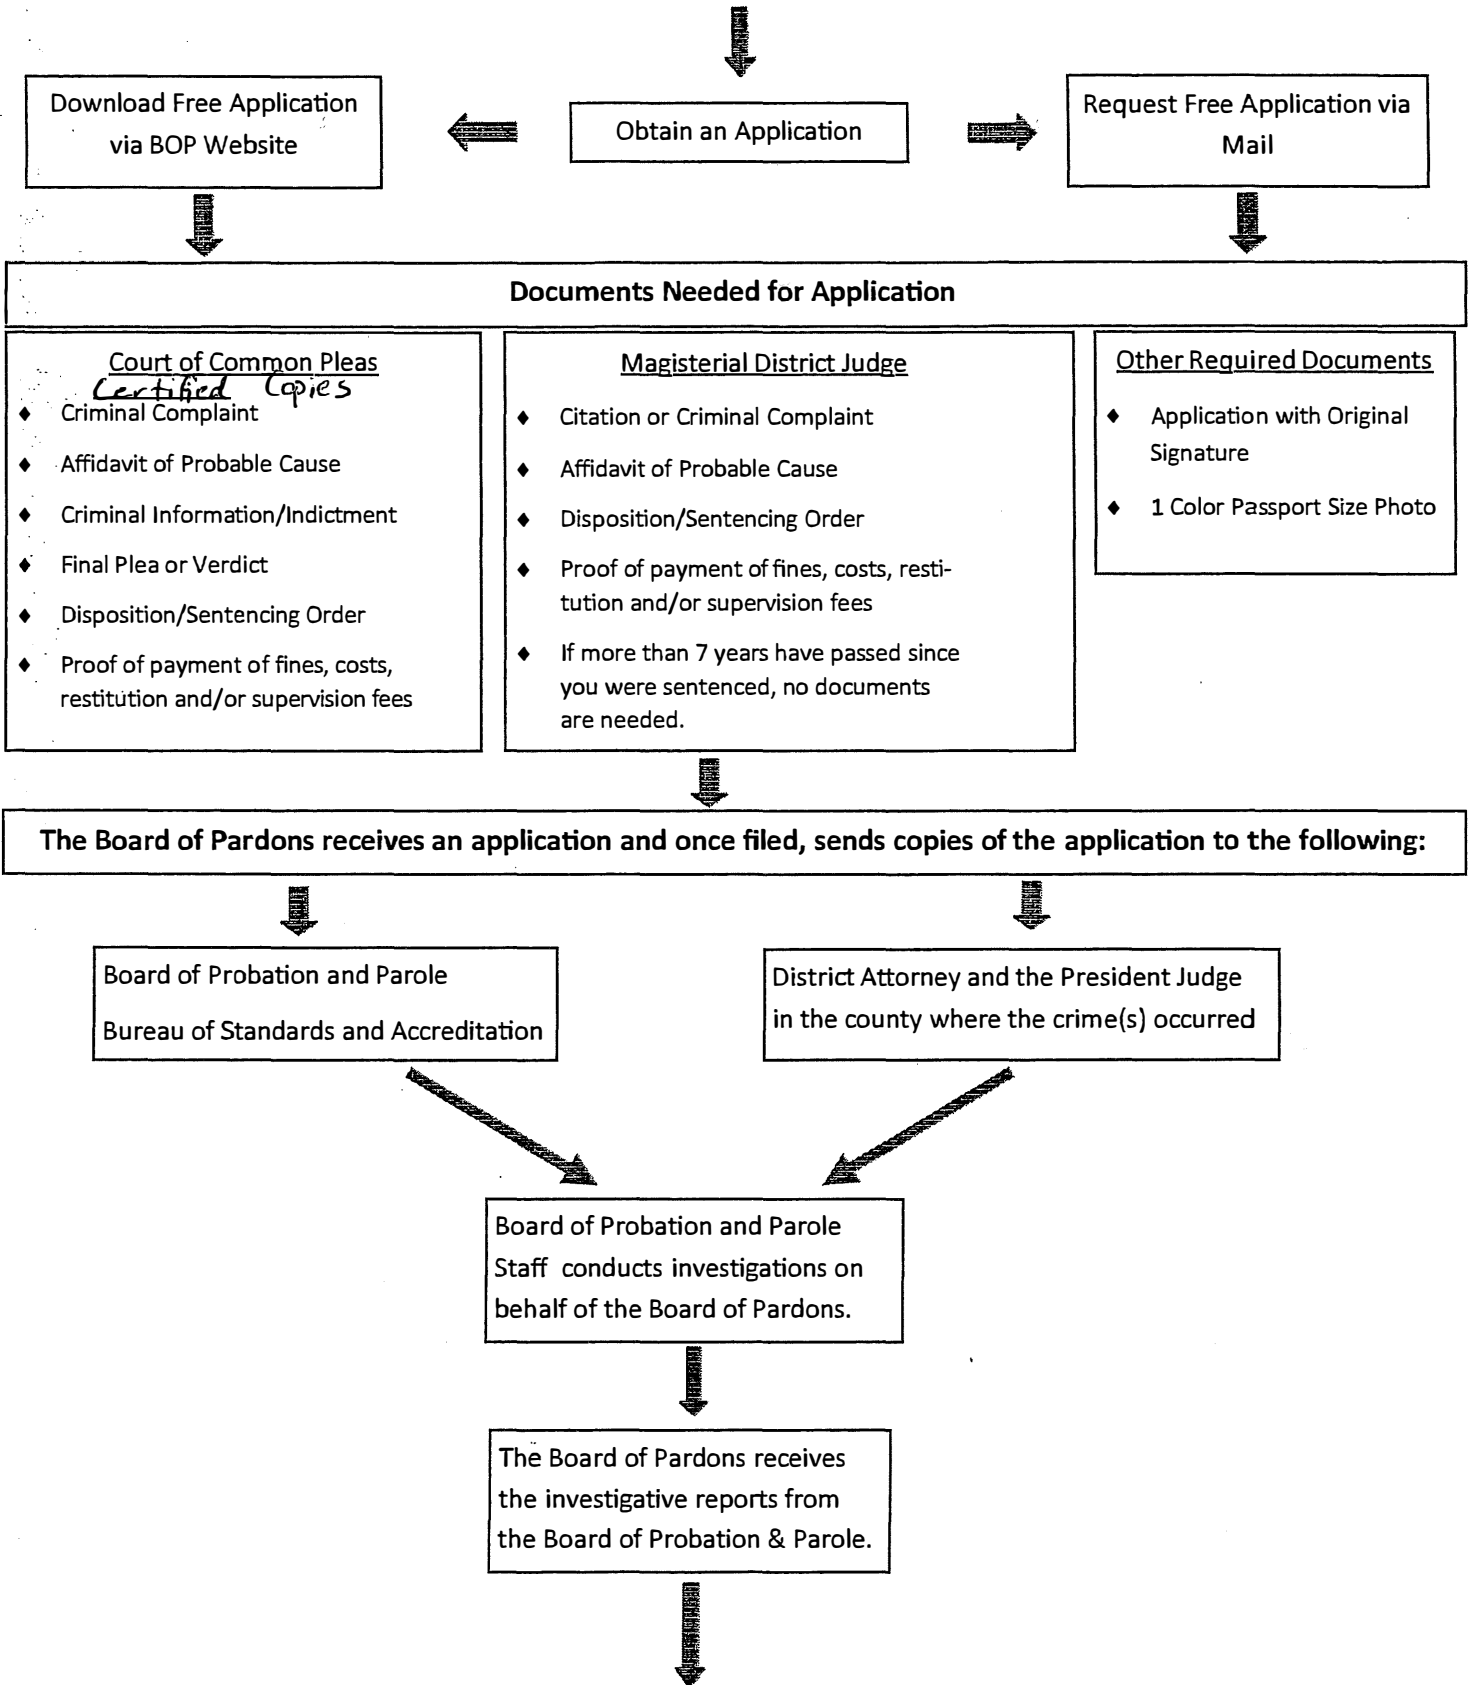 Download Free Application
via BOP Website
Obtain an Application
Request Free Application via
Mail
Documents Needed for Application
Court of Common Pleas
Certified Copies
♦ Criminal Complaint
♦ Affidavit of Probable Cause
♦ Criminal Information/Indictment
♦ Final Plea or Verdict
♦ Disposition/Sentencing Order
♦ Proof of payment of fines, costs,
restitution and/or supervision fees
Magisterial District Judge
♦ Citation or Criminal Complaint
♦ Affidavit of Probable Cause
♦ Disposition/Sentencing Order
♦ Proof of payment of fines, costs, resti-
tution and/or supervision fees
♦ If more than 7 years have passed since
you were sentenced, no documents
are needed.
Other Required Documents
♦ Application with Original
Signature
♦ 1 Color Passport Size Photo
The Board of Pardons receives an application and once filed, sends copies of the application to the following:
Board of Probation and Parole
Bureau of Standards and Accreditation
District Attorney and the President Judge
in the county where the crime(s) occurred
Board of Probation and Parole
Staff conducts investigations on
behalf of the Board of Pardons.
The Board of Pardons receives
the investigative reports from
the Board of Probation & Parole.